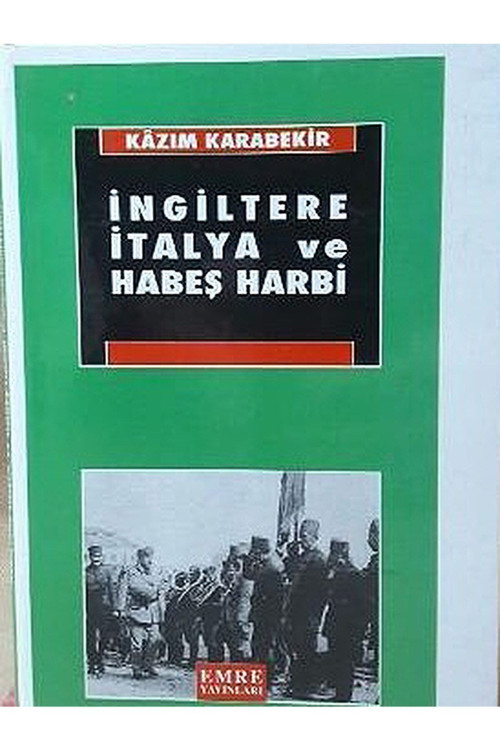 KÂZIM KARABEKİR
İNGİLTERE
İTALYA ve
HABEŞ HARBİ
EMRE
YAYINLARI